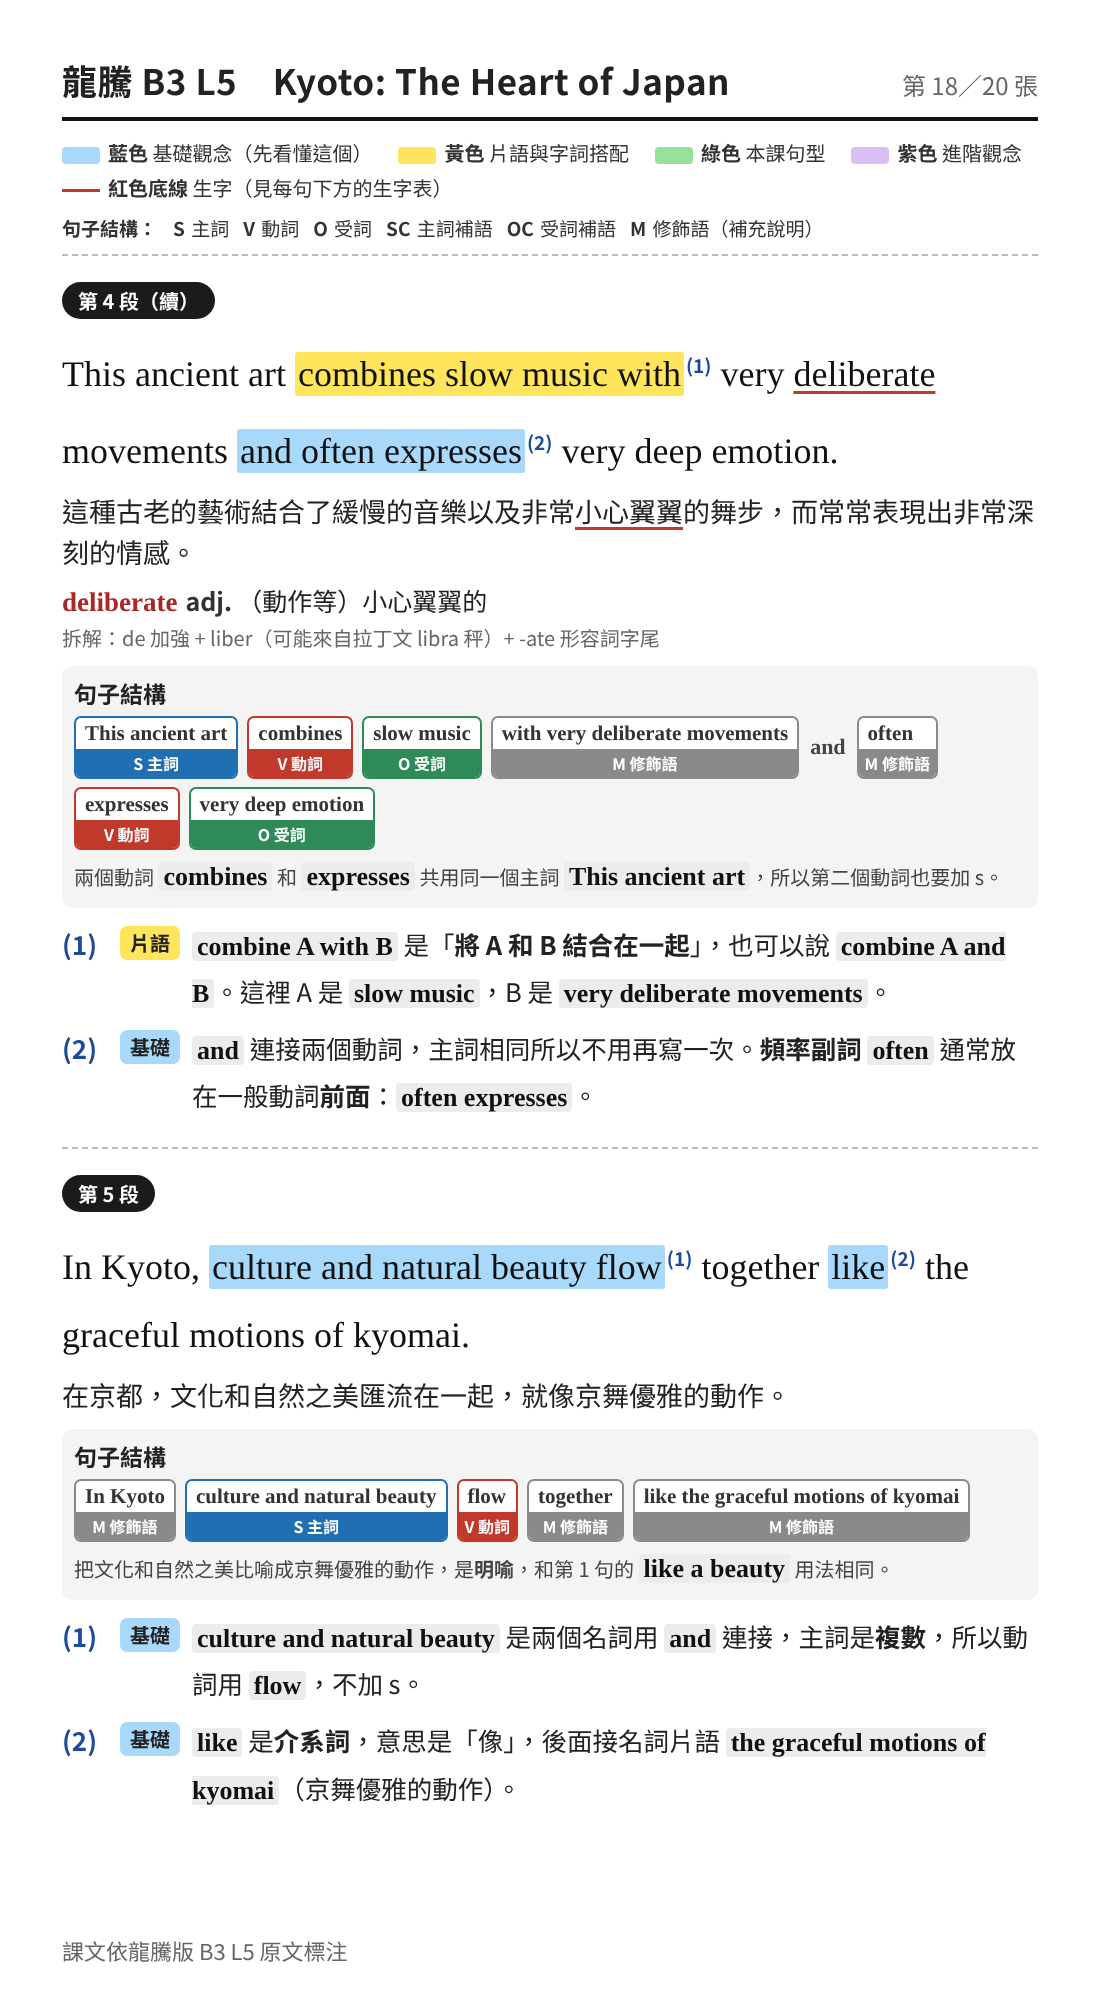 龍騰 B3 L5　Kyoto: The Heart of Japan　第 18／20 張
藍色 基礎觀念（先看懂這個）　黃色 片語與字詞搭配　綠色 本課句型　紫色 進階觀念
紅色底線 生字（見每句下方的生字表）
句子結構：　S 主詞　V 動詞　O 受詞　SC 主詞補語　OC 受詞補語　M 修飾語（補充說明）
第 4 段（續）
This ancient art combines slow music with(1) very deliberate
movements and often expresses(2) very deep emotion.
這種古老的藝術結合了緩慢的音樂以及非常小心翼翼的舞步，而常常表現出非常深
刻的情感。
deliberate adj. （動作等）小心翼翼的
拆解：de 加強 + liber（可能來自拉丁文 libra 秤）+ -ate 形容詞字尾
句子結構
This ancient art　combines　slow music　with very deliberate movements　and　often
S 主詞　V 動詞　O 受詞　M 修飾語　M 修飾語
expresses　very deep emotion
V 動詞　O 受詞
兩個動詞 combines 和 expresses 共用同一個主詞 This ancient art，所以第二個動詞也要加 s。
(1) 片語 combine A with B 是「將 A 和 B 結合在一起」，也可以說 combine A and
B。這裡 A 是 slow music，B 是 very deliberate movements。
(2) 基礎 and 連接兩個動詞，主詞相同所以不用再寫一次。頻率副詞 often 通常放
在一般動詞前面：often expresses。
第 5 段
In Kyoto, culture and natural beauty flow(1) together like(2) the
graceful motions of kyomai.
在京都，文化和自然之美匯流在一起，就像京舞優雅的動作。
句子結構
In Kyoto　culture and natural beauty　flow　together　like the graceful motions of kyomai
M 修飾語　S 主詞　V 動詞　M 修飾語　M 修飾語
把文化和自然之美比喻成京舞優雅的動作，是明喻，和第 1 句的 like a beauty 用法相同。
(1) 基礎 culture and natural beauty 是兩個名詞用 and 連接，主詞是複數，所以動
詞用 flow，不加 s。
(2) 基礎 like 是介系詞，意思是「像」，後面接名詞片語 the graceful motions of
kyomai（京舞優雅的動作）。
課文依龍騰版 B3 L5 原文標注